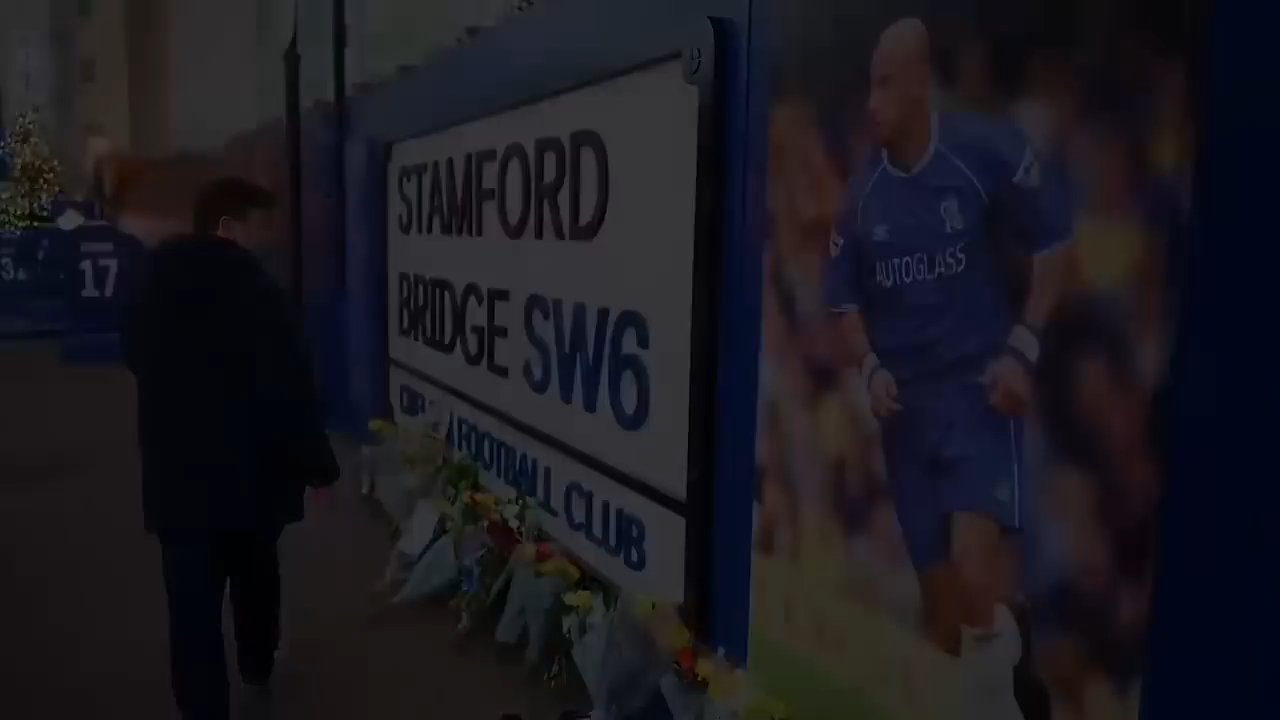 STAMFORD
BRIDGE SW6
FOOTBALL CLUB
17
AUTOGLASS